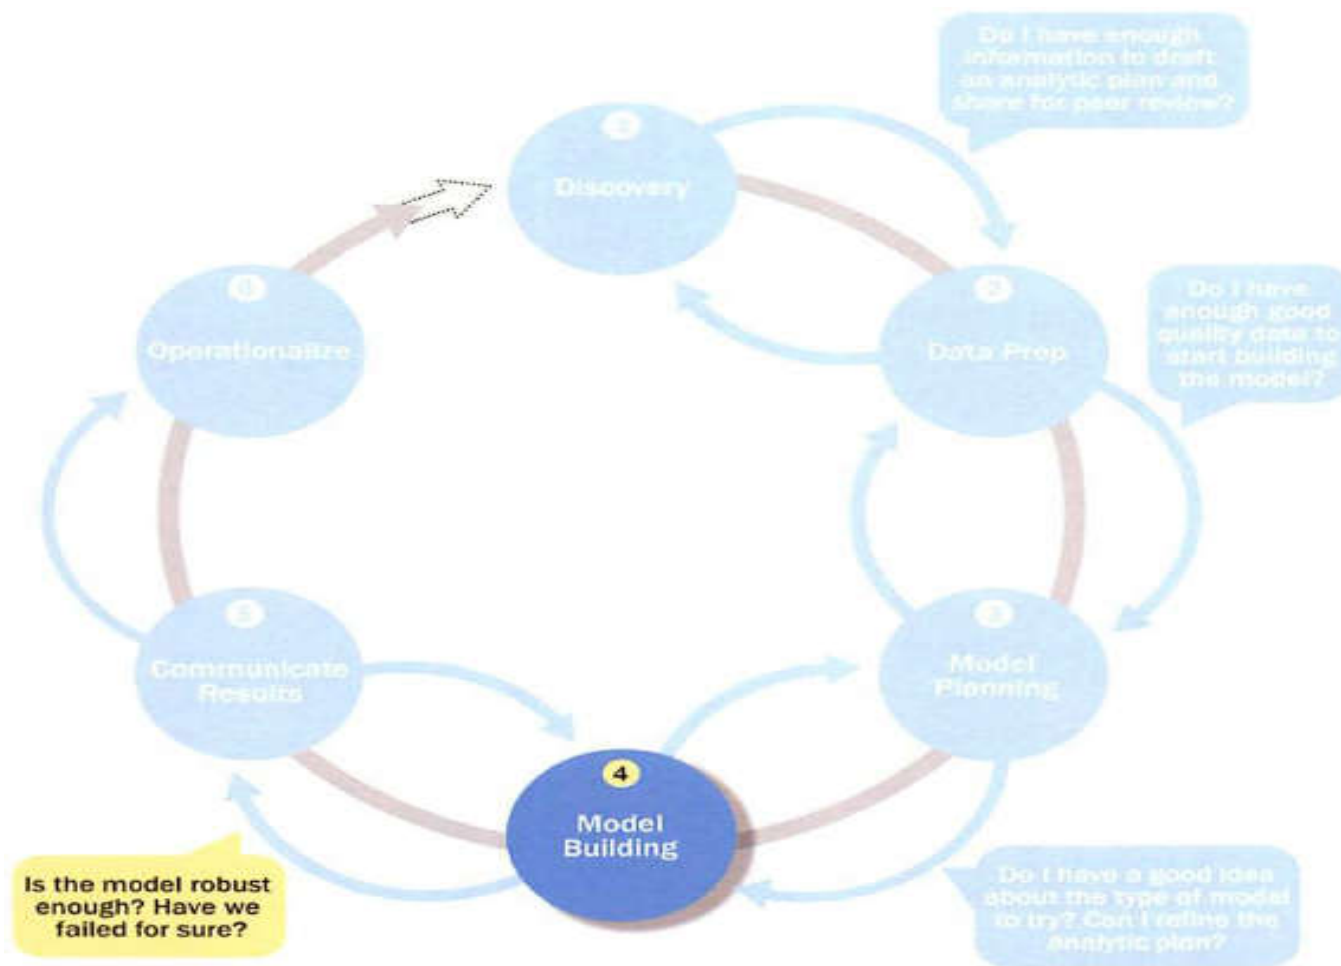 Do I have enough
information to draft
an analytic plan and
share for peer review?
Discovery
2
Data Prep
Do I have
enough good
quality data to
start building
the model?
Operationalize
3
Model
Planning
5
Communicate
Results
4
Model
Building
Is the model robust
enough? Have we
failed for sure?
Do I have a good idea
about the type of model
to try? Can I refine the
analytic plan?